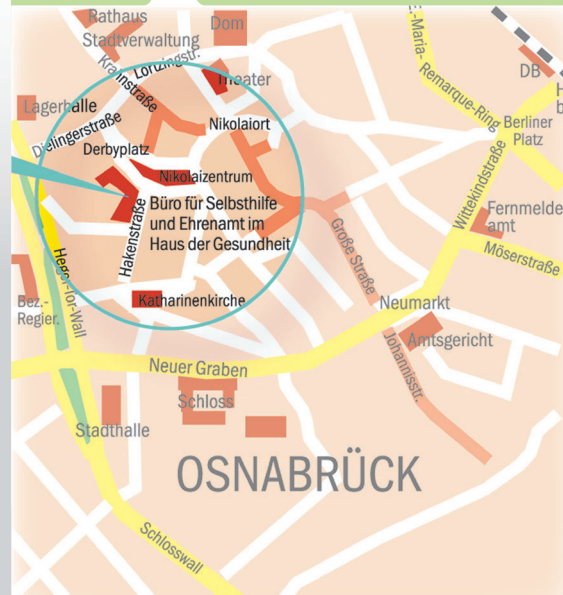 Rathaus
Stadtverwaltung
Dom
Lortzingstr.
Krahnstraße
Theater
E.-Maria-
Remarque-Ring
DB
Lagerhalle
Dielingerstraße
Nikolaiort
Berliner
Platz
Derbyplatz
Nikolaizentrum
Wittekindstraße
Büro für Selbsthilfe
und Ehrenamt im
Haus der Gesundheit
Hakenstraße
Große Straße
Fernmelde
amt
Möserstraße
Heger-Tor-Wall
Bez.-
Regier.
Katharinenkirche
Neumarkt
Amtsgericht
Johannisstr.
Neuer Graben
Schloss
Stadthalle
OSNABRÜCK
Schlosswall